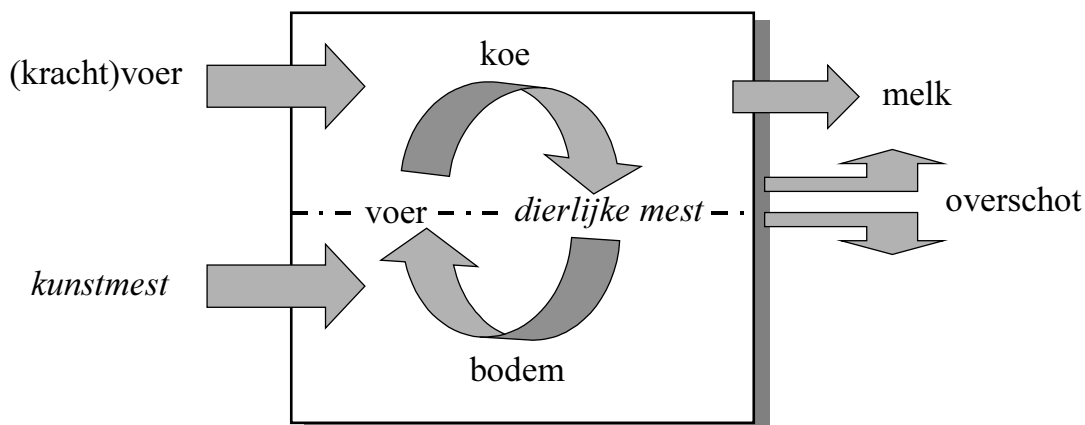 koe
(kracht)voer
melk
voer
dierlijke mest
overschot
kunstmest
bodem